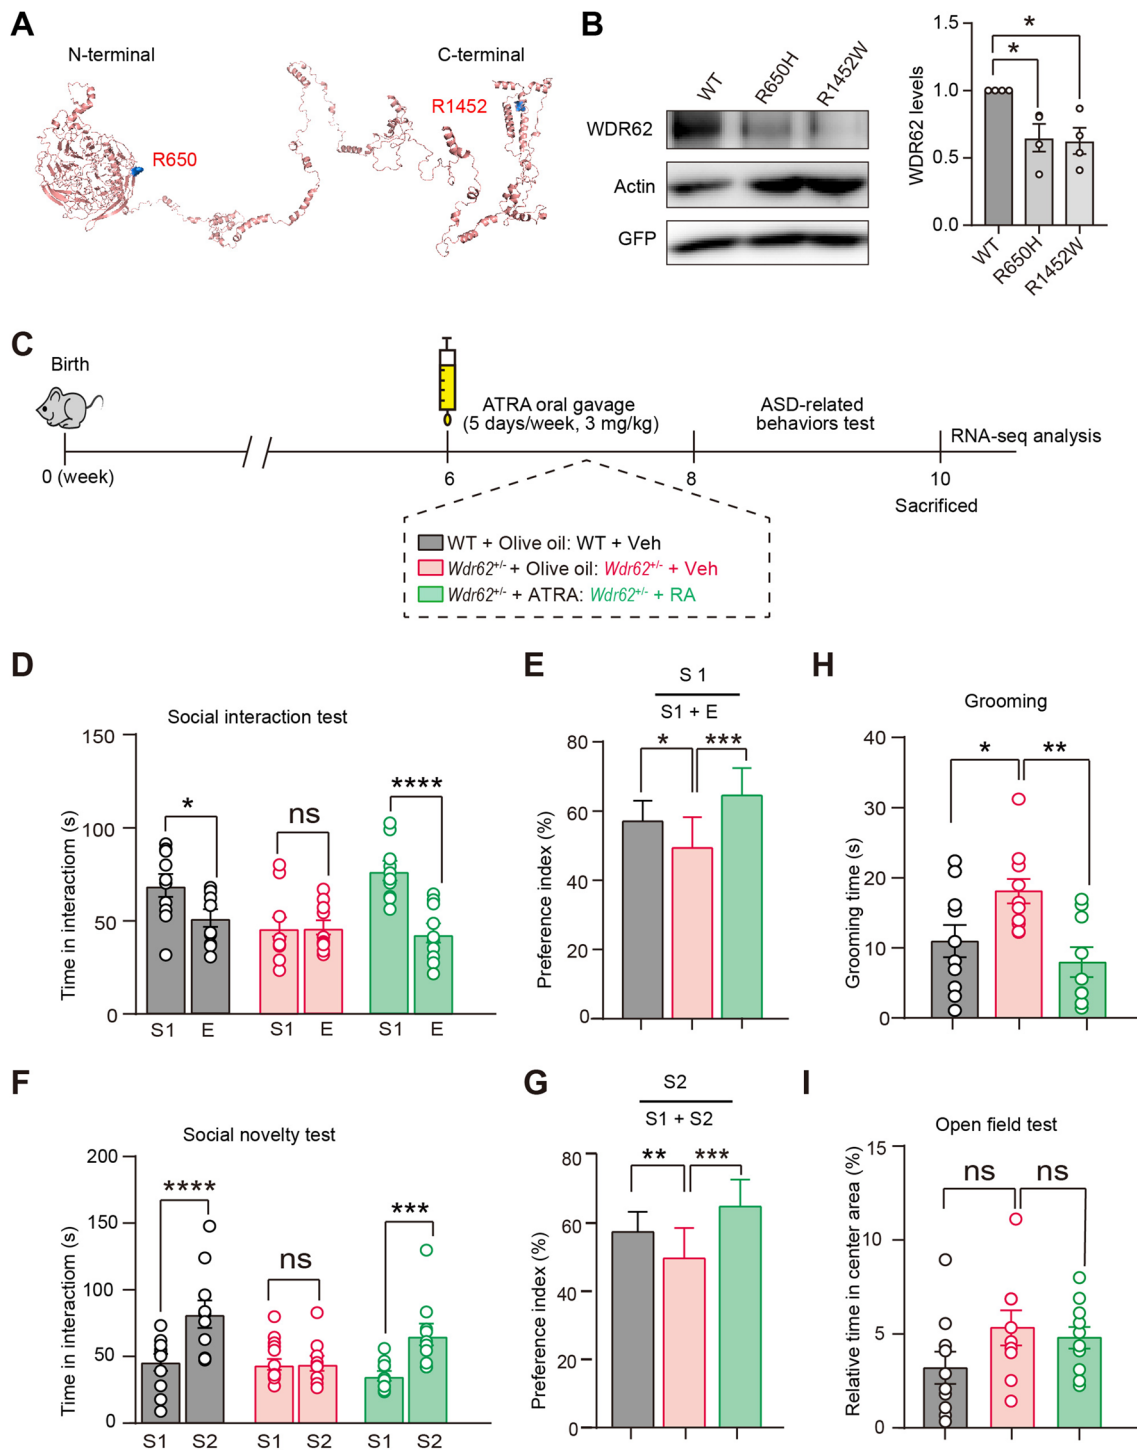 A
N-terminal
C-terminal
R1452
R650
B
WT
R650H
R1452W
WDR62
Actin
GFP
WDR62 levels
1.5
1.0
0.5
0.0
*
*
WT
R650H
R1452W
C
Birth
0 (week)
ATRA oral gavage
(5 days/week, 3 mg/kg)
ASD-related
behaviors test
RNA-seq analysis
6
8
10
Sacrificed
WT + Olive oil: WT + Veh
Wdr62+/- + Olive oil: Wdr62+/- + Veh
Wdr62+/- + ATRA: Wdr62+/- + RA
D
Social interaction test
Time in interactiom (s)
150
100
50
0
*
ns
****
S1
E
S1
E
S1
E
E
S 1
S1 + E
Preference index (%)
80
60
40
20
0
*
***
H
Grooming
Grooming time (s)
40
30
20
10
0
*
**
F
Social novelty test
Time in interactiom (s)
200
150
100
50
0
****
ns
***
S1
S2
S1
S2
S1
S2
G
S2
S1 + S2
Preference index (%)
80
60
40
20
0
**
***
I
Open field test
Relative time in center area (%)
15
10
5
0
ns
ns